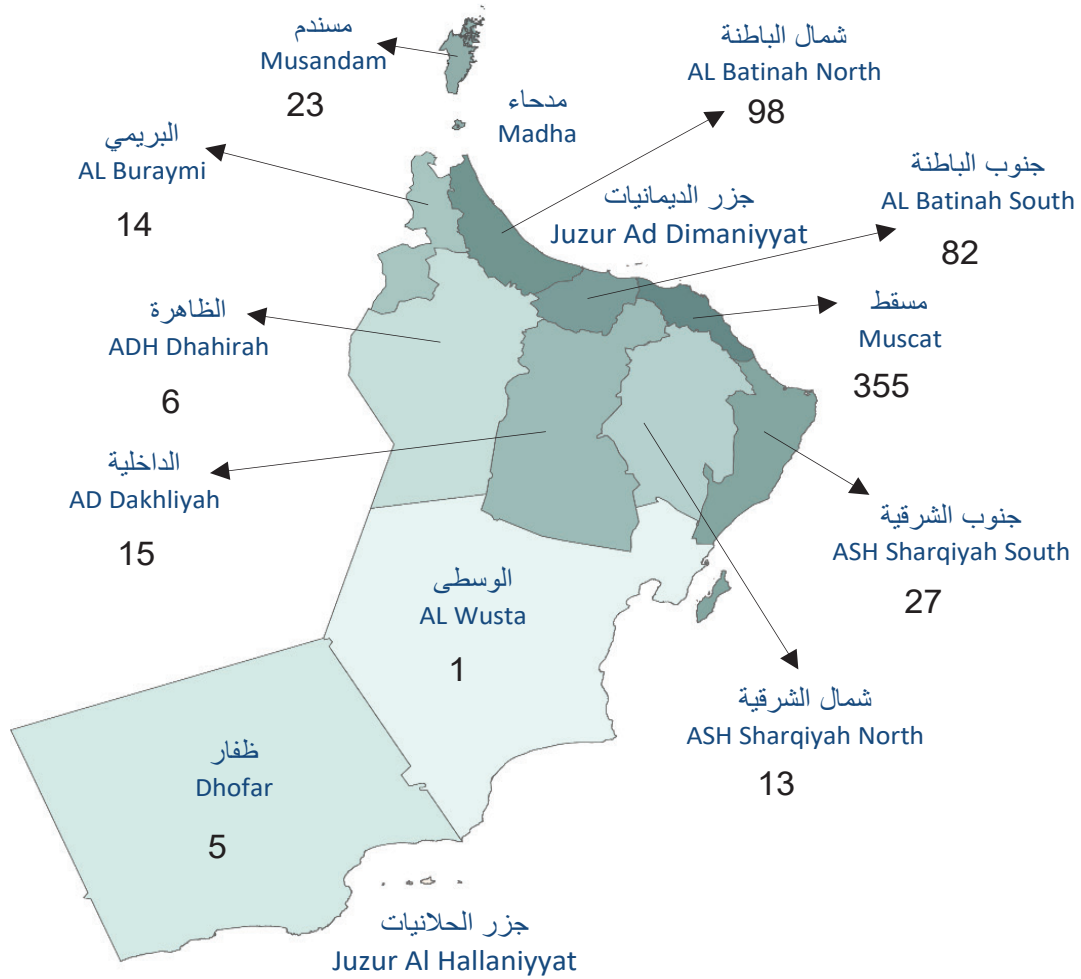 مسندم
Musandam
23
شمال الباطنة
AL Batinah North
98
مدحاء
Madha
البريمي
AL Buraymi
14
جنوب الباطنة
AL Batinah South
82
جزر الديمانيات
Juzur Ad Dimaniyyat
مسقط
Muscat
355
الظاهرة
ADH Dhahirah
6
الداخلية
AD Dakhliyah
15
جنوب الشرقية
ASH Sharqiyah South
27
الوسطى
AL Wusta
1
شمال الشرقية
ASH Sharqiyah North
13
ظفار
Dhofar
5
جزر الحلانيات
Juzur Al Hallaniyyat